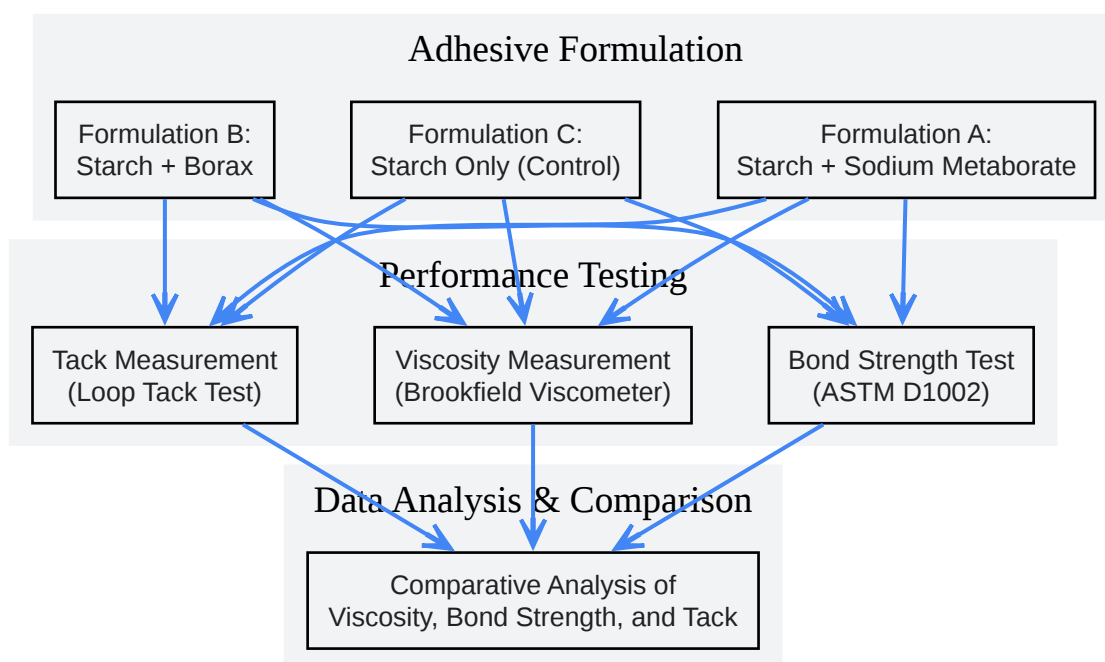 Adhesive Formulation
Formulation B:
Starch + Borax
Formulation C:
Starch Only (Control)
Formulation A:
Starch + Sodium Metaborate
Performance Testing
Tack Measurement
(Loop Tack Test)
Viscosity Measurement
(Brookfield Viscometer)
Bond Strength Test
(ASTM D1002)
Data Analysis & Comparison
Comparative Analysis of
Viscosity, Bond Strength, and Tack